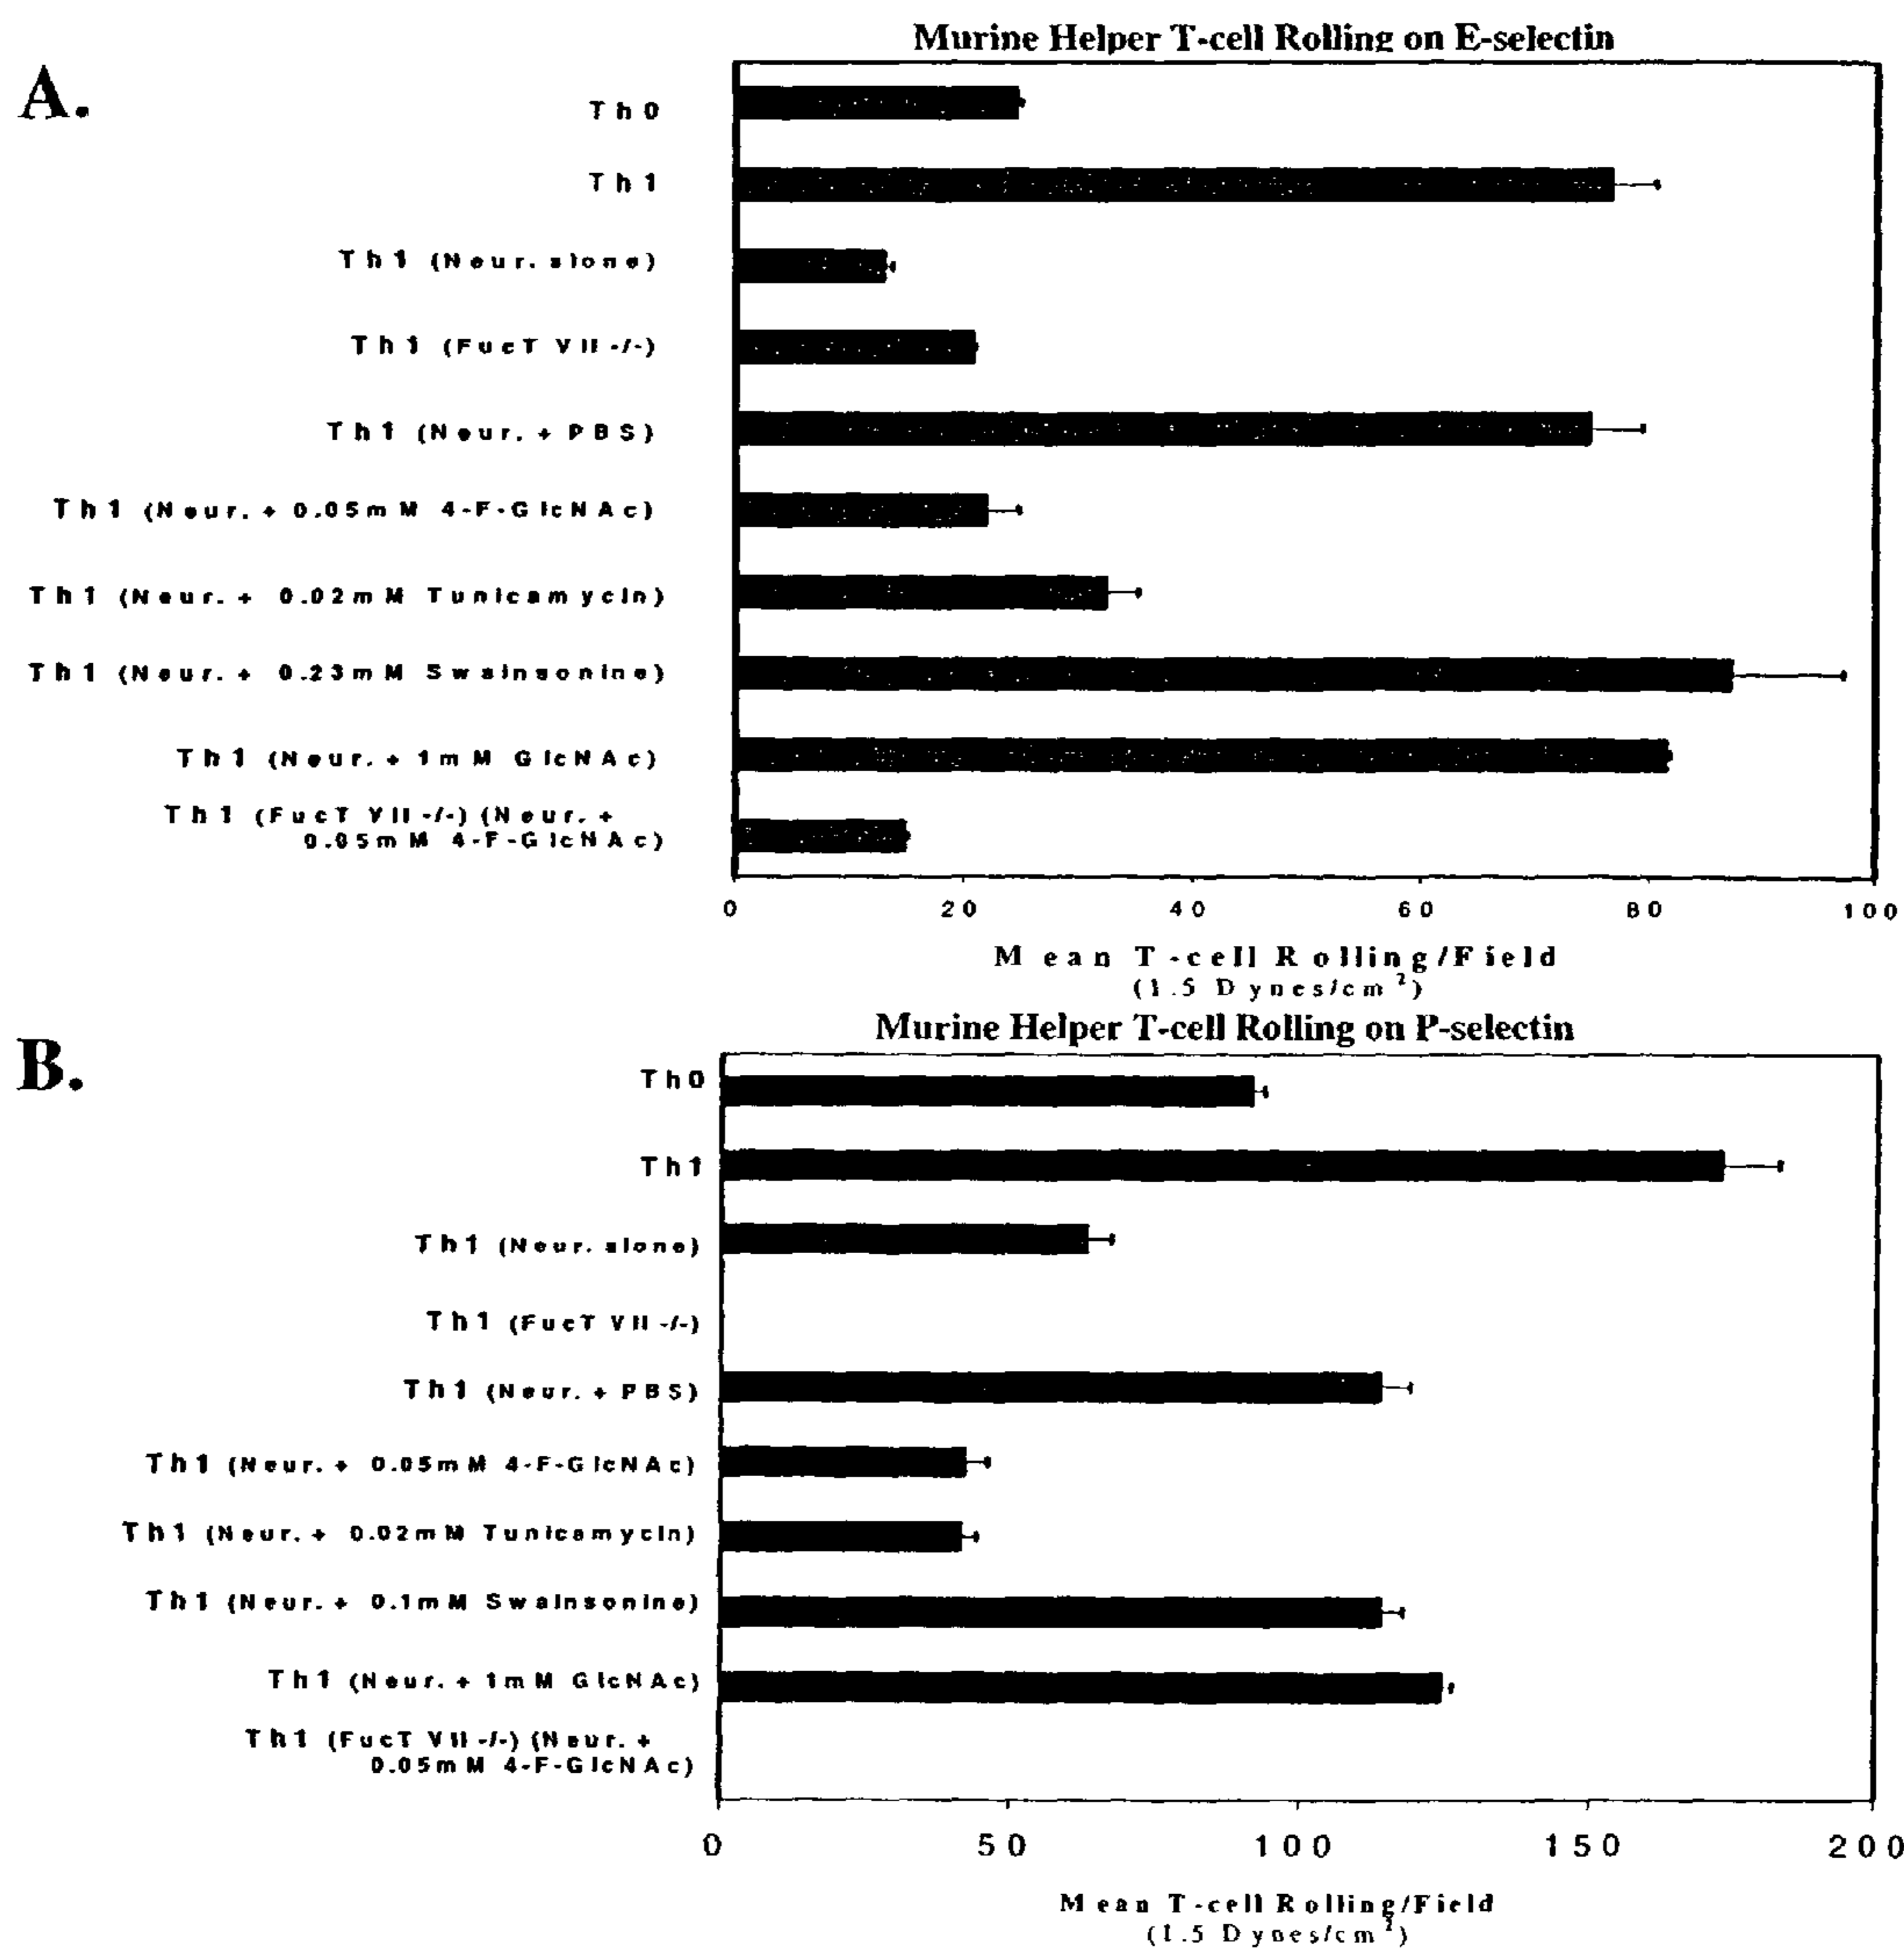 A.
Murine Helper T-cell Rolling on E-selectin
Th0
Th1
Th1 (Neur. alone)
Th1 (FucT VII -/-)
Th1 (Neur. + PBS)
Th1 (Neur. + 0.05mM 4-F-GlcNAc)
Th1 (Neur. + 0.02mM Tunicamycin)
Th1 (Neur. + 0.23mM Swainsonine)
Th1 (Neur. + 1mM GlcNAc)
Th1 (FucT VII -/-) (Neur. +
0.05mM 4-F-GlcNAc)
0 20 40 60 80 100
Mean T-cell Rolling/Field
(1.5 Dynes/cm²)
B.
Murine Helper T-cell Rolling on P-selectin
Th0
Th1
Th1 (Neur. alone)
Th1 (FucT VII -/-)
Th1 (Neur. + PBS)
Th1 (Neur. + 0.05mM 4-F-GlcNAc)
Th1 (Neur. + 0.02mM Tunicamycin)
Th1 (Neur. + 0.1mM Swainsonine)
Th1 (Neur. + 1mM GlcNAc)
Th1 (FucT VII -/-) (Neur. +
0.05mM 4-F-GlcNAc)
0 50 100 150 200
Mean T-cell Rolling/Field
(1.5 Dynes/cm²)